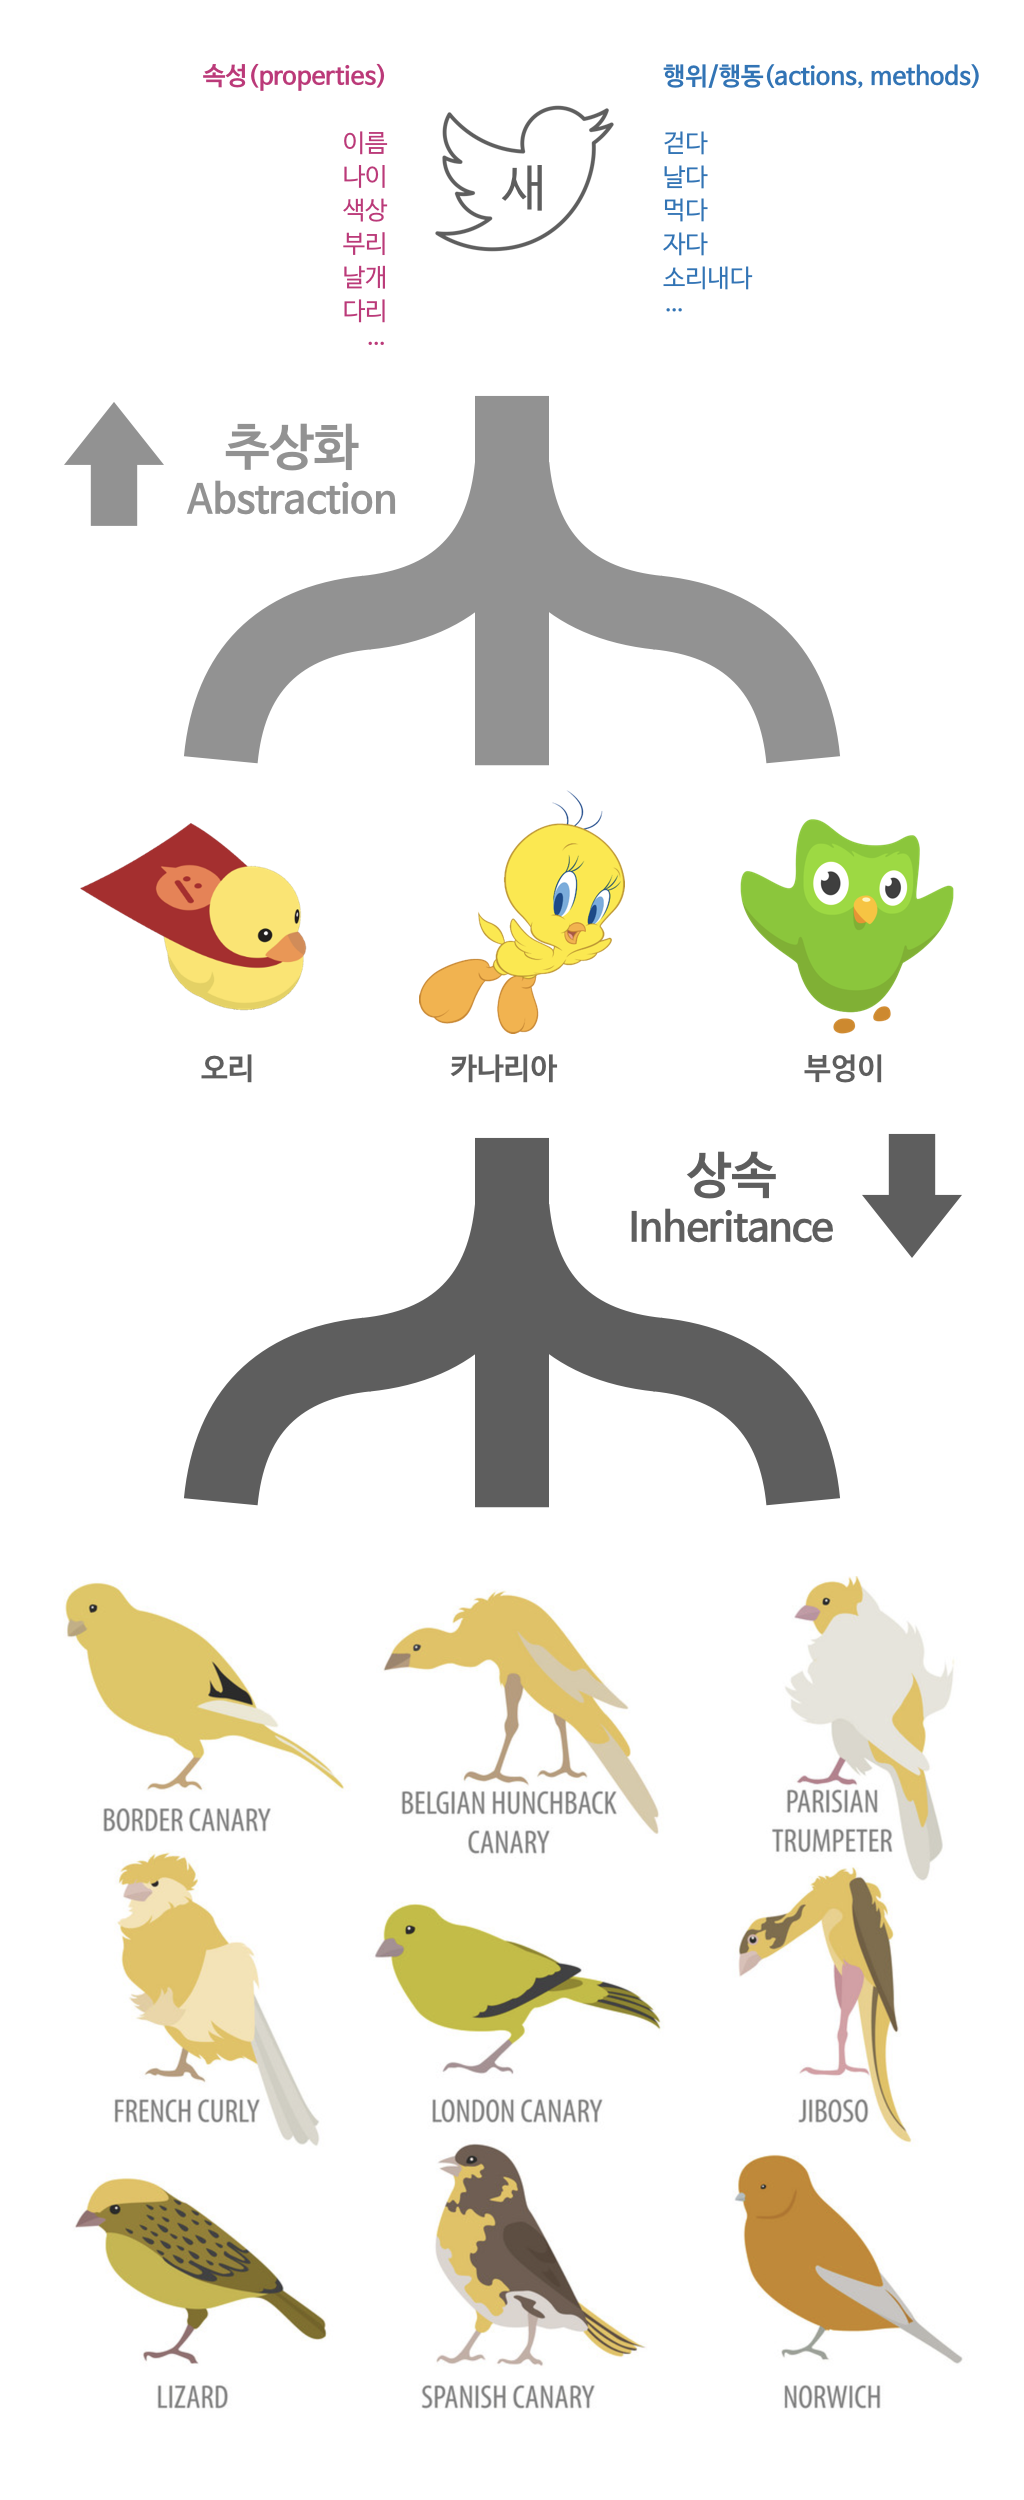 속성(properties)
이름
나이
색상
부리
날개
다리
...
새
행위/행동(actions, methods)
걷다
날다
먹다
자다
소리내다
...
추상화
Abstraction
오리
카나리아
부엉이
상속
Inheritance
BORDER CANARY
BELGIAN HUNCHBACK
CANARY
PARISIAN
TRUMPETER
FRENCH CURLY
LONDON CANARY
JIBOSO
LIZARD
SPANISH CANARY
NORWICH